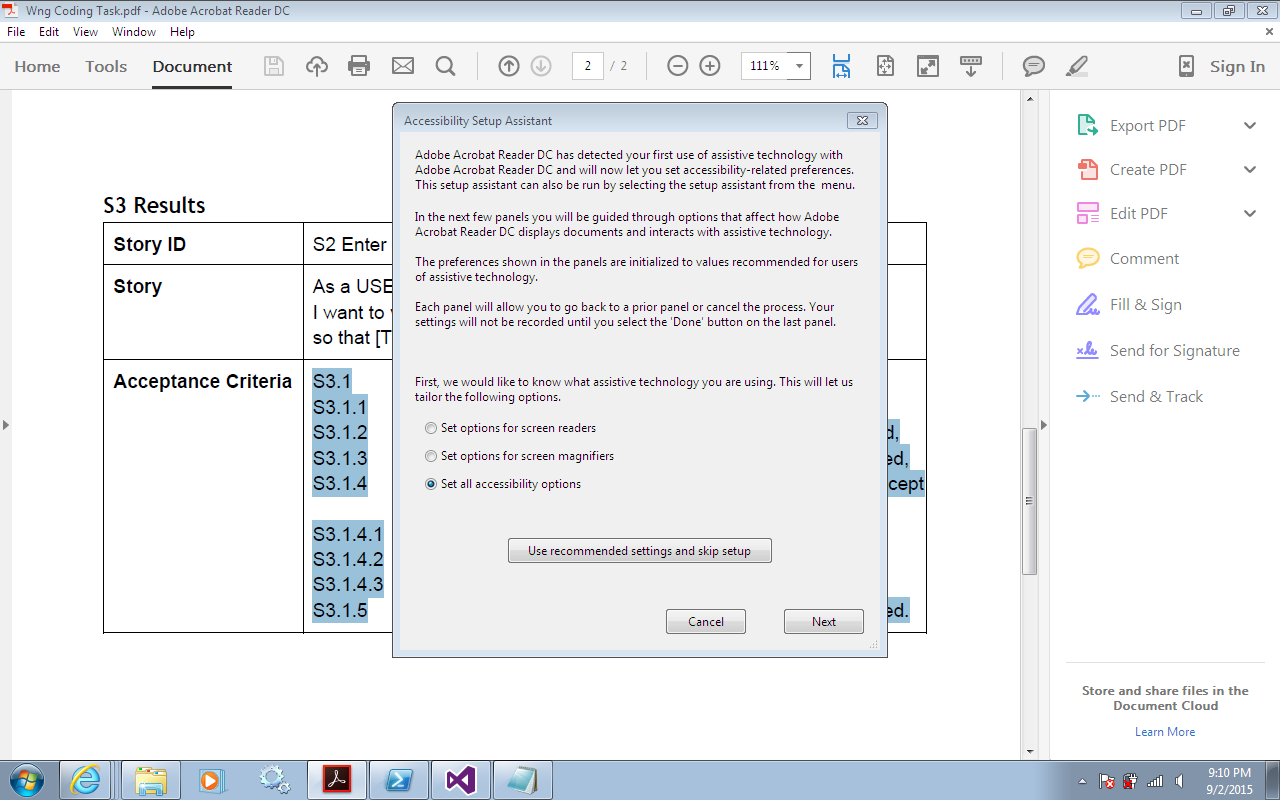 Wng Coding Task.pdf - Adobe Acrobat Reader DC
File Edit View Window Help
Home Tools Document 2 / 2 111% Sign In
Accessibility Setup Assistant
Adobe Acrobat Reader DC has detected your first use of assistive technology with
Adobe Acrobat Reader DC and will now let you set accessibility-related preferences.
This setup assistant can also be run by selecting the setup assistant from the menu.
In the next few panels you will be guided through options that affect how Adobe
Acrobat Reader DC displays documents and interacts with assistive technology.
The preferences shown in the panels are initialized to values recommended for users
of assistive technology.
Each panel will allow you to go back to a prior panel or cancel the process. Your
settings will not be recorded until you select the 'Done' button on the last panel.
First, we would like to know what assistive technology you are using. This will let us
tailor the following options.
Set options for screen readers
Set options for screen magnifiers
Set all accessibility options
Use recommended settings and skip setup
Cancel Next
S3 Results
Story ID S2 Enter
Story As a USE
I want to
so that [T
Acceptance Criteria S3.1
S3.1.1
S3.1.2 d,
S3.1.3 ed,
S3.1.4 cept
S3.1.4.1
S3.1.4.2
S3.1.4.3
S3.1.5 ed.
Export PDF
Create PDF
Edit PDF
Comment
Fill & Sign
Send for Signature
Send & Track
Store and share files in the
Document Cloud
Learn More
9:10 PM
9/2/2015